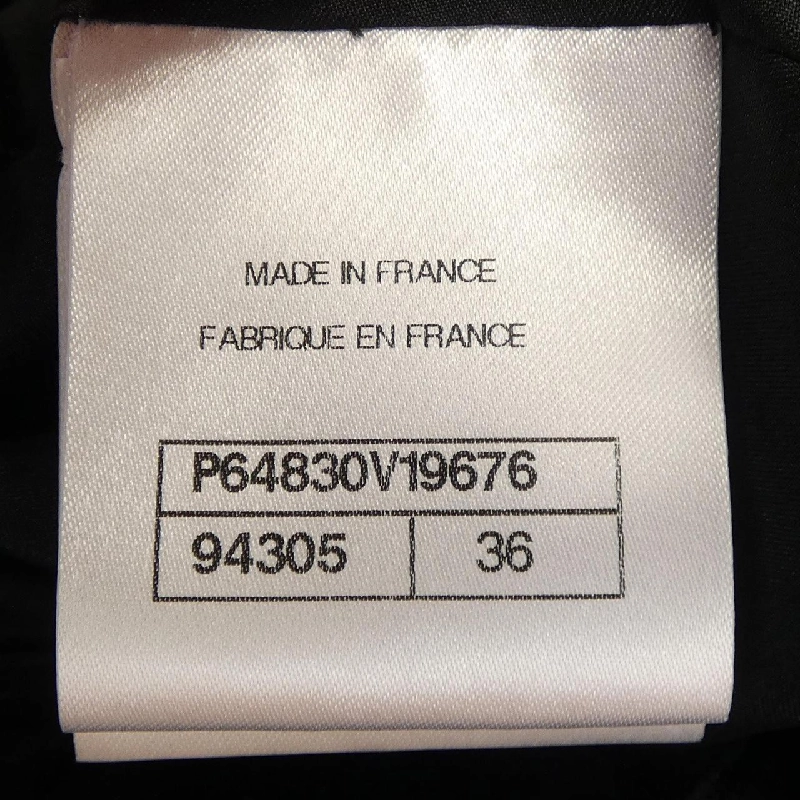 MADE IN FRANCE
FABRIQUE EN FRANCE
P64830V19676
94305 36